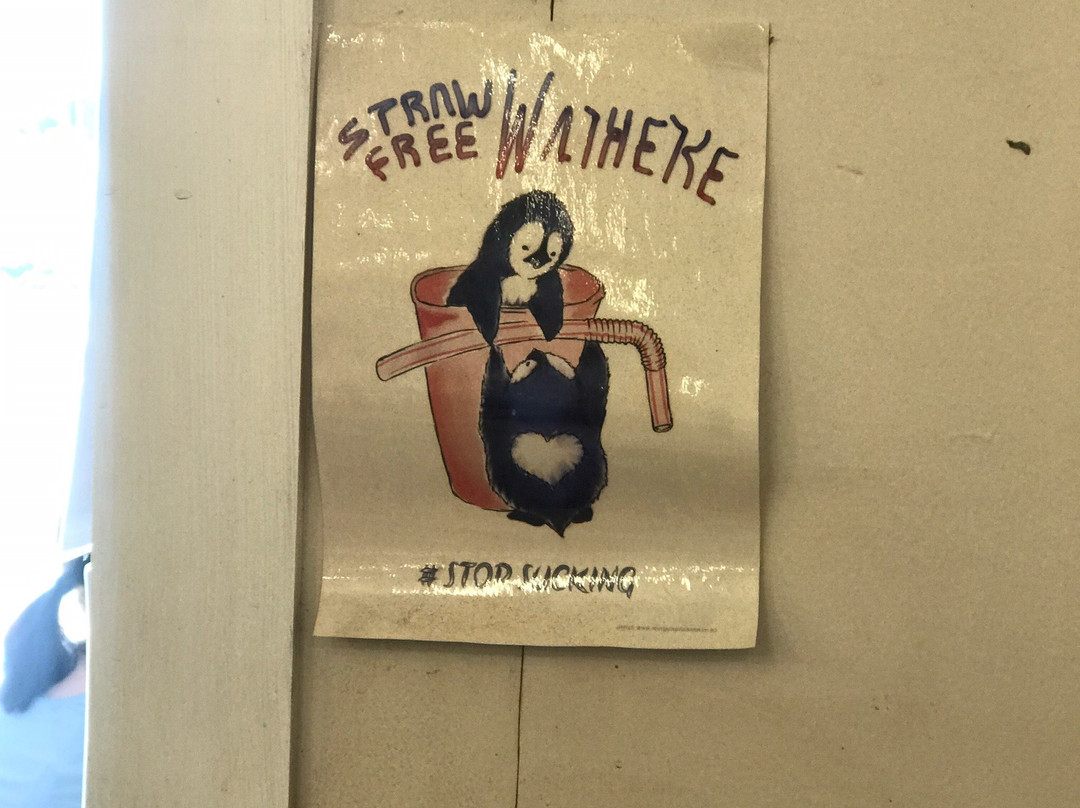 STRAW
FREE
WAIHEKE
#STOP SUCKING